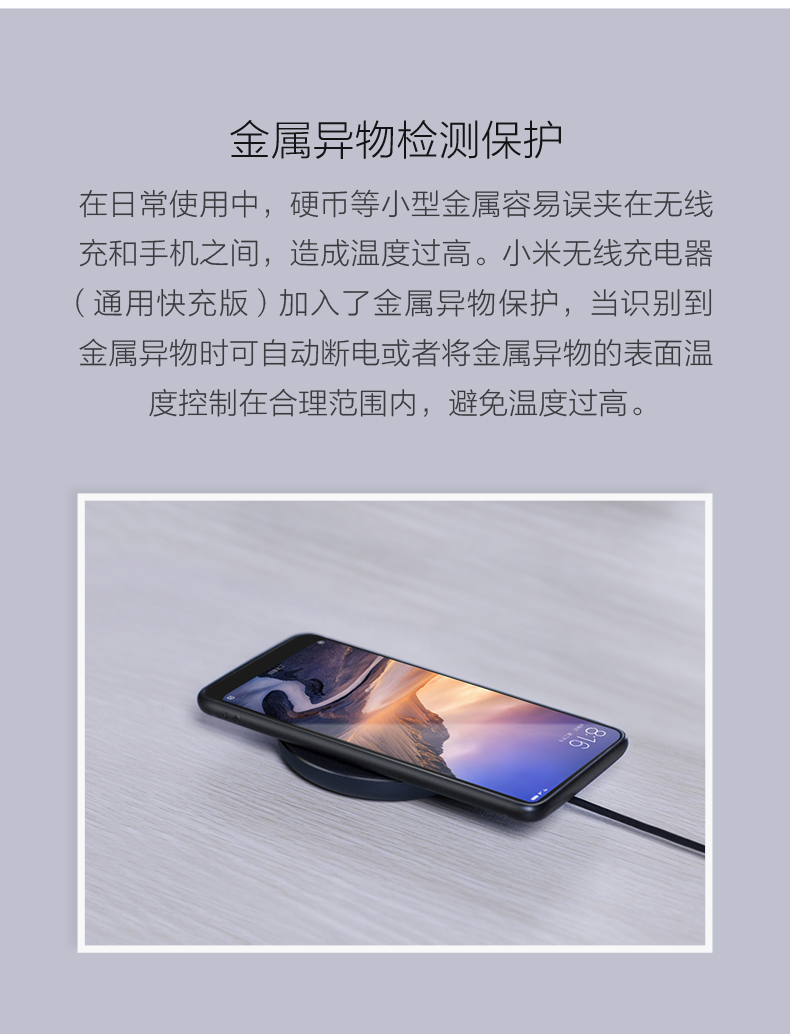 金属异物检测保护
在日常使用中，硬币等小型金属容易误夹在无线
充和手机之间，造成温度过高。小米无线充电器
（通用快充版）加入了金属异物保护，当识别到
金属异物时可自动断电或者将金属异物的表面温
度控制在合理范围内，避免温度过高。
8:16